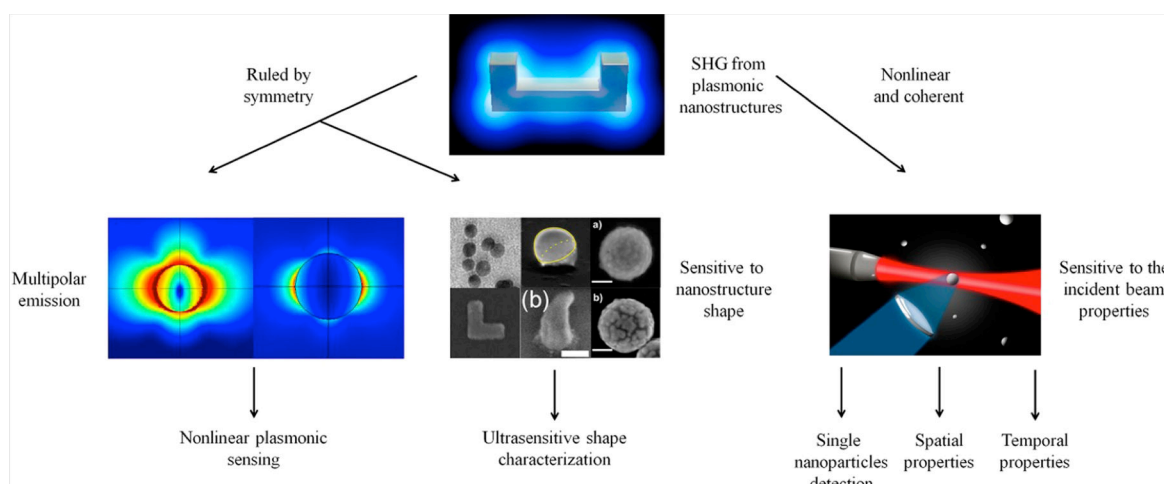 Ruled by
symmetry
SHG from
plasmonic
nanostructures
Nonlinear
and coherent
Multipolar
emission
a)
(b)
b)
Sensitive to
nanostructure
shape
Sensitive to the
incident beam
properties
Nonlinear plasmonic
sensing
Ultrasensitive shape
characterization
Single
nanoparticles
detection
Spatial
properties
Temporal
properties